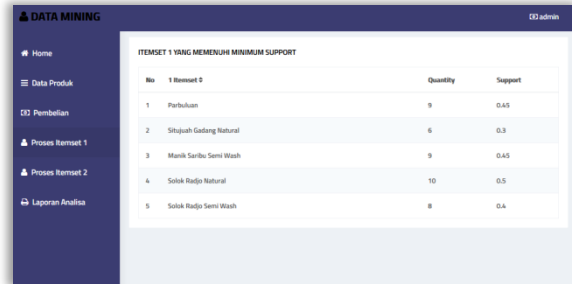 DATA MINING
admin
Home
Data Produk
Pembelian
Proses Itemset 1
Proses Itemset 2
Laporan Analisa
ITEMSET 1 YANG MEMENUHI MINIMUM SUPPORT
No 1 Itemset Quantity Support
1 Parbuluan 9 0.45
2 Situjuah Gadang Natural 6 0.3
3 Manik Saribu Semi Wash 9 0.45
4 Solok Radjo Natural 10 0.5
5 Solok Radjo Semi Wash 8 0.4